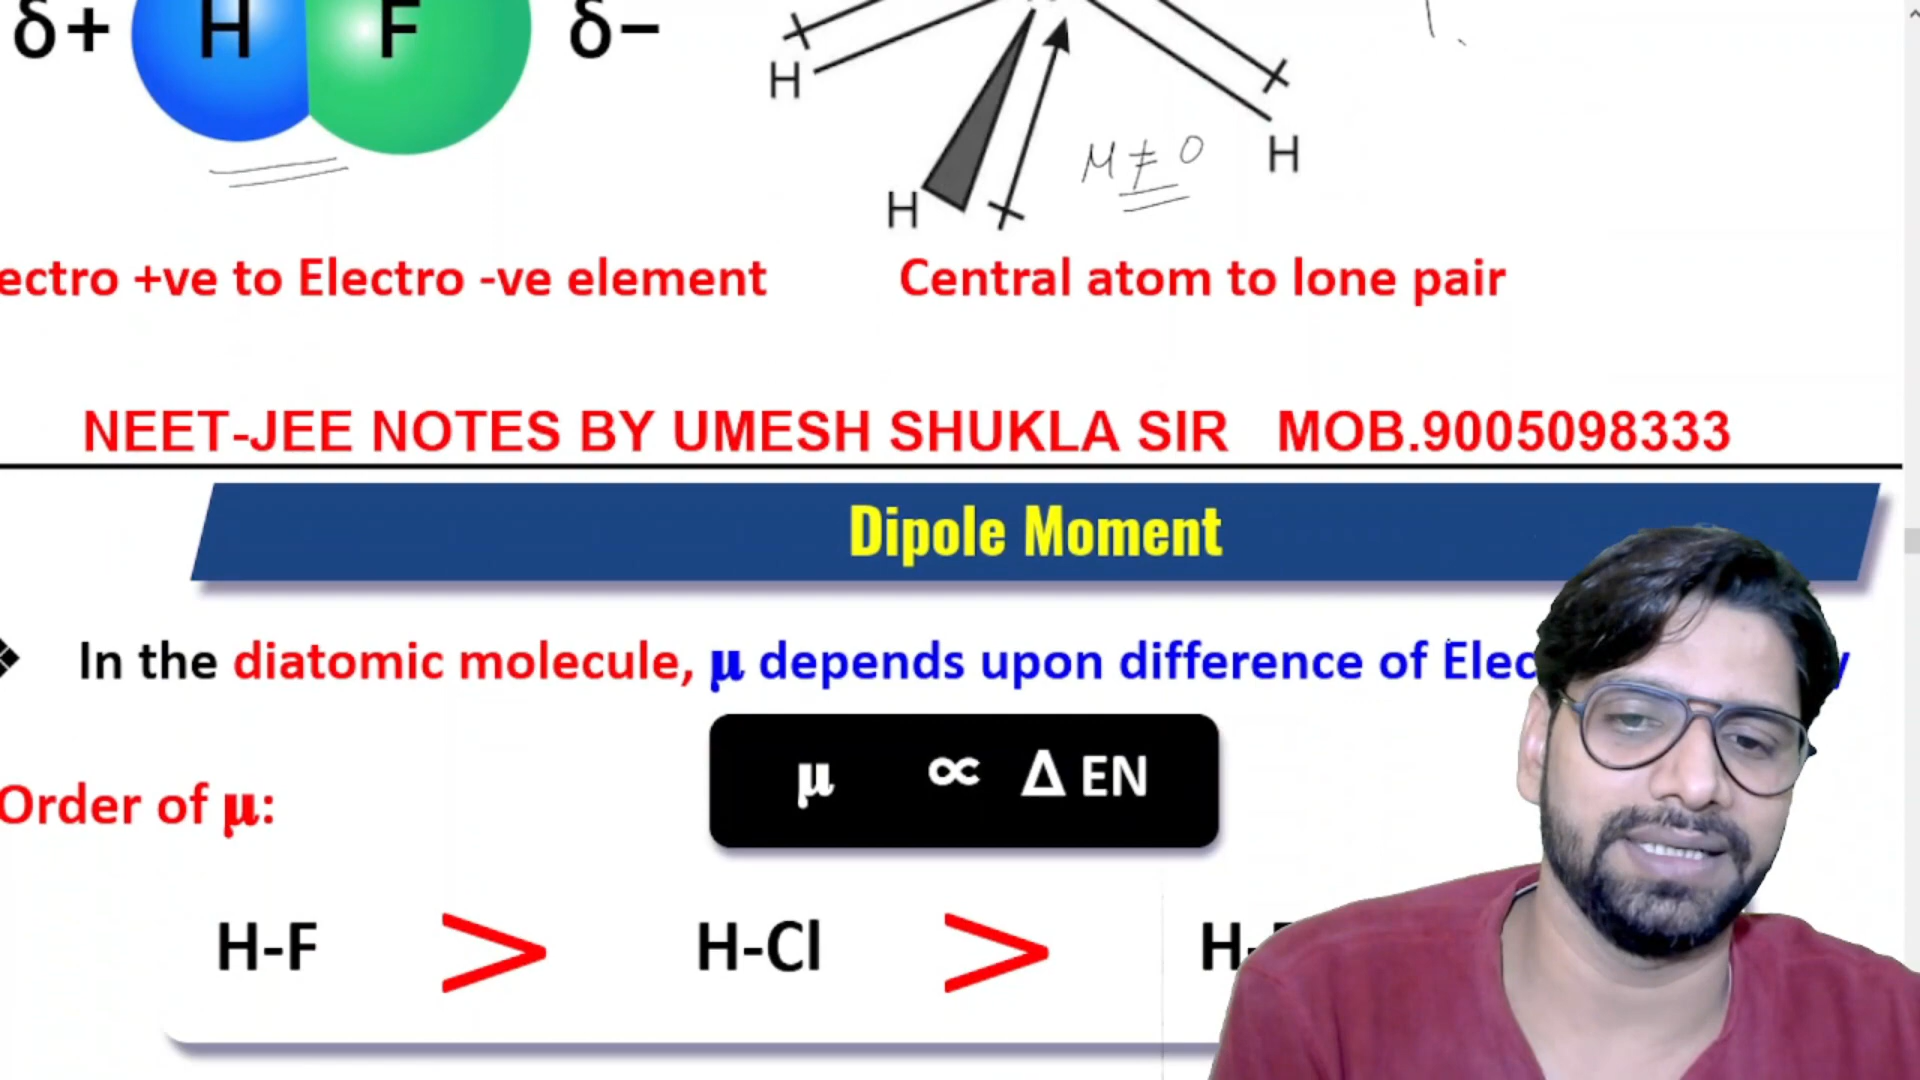 δ+ H F δ−
H
H
H
μ ≠ 0
ectro +ve to Electro -ve element
Central atom to lone pair
NEET-JEE NOTES BY UMESH SHUKLA SIR MOB.9005098333
Dipole Moment
In the diatomic molecule, μ depends upon difference of Elec
μ ∝ Δ EN
Order of μ:
H-F > H-Cl > H-